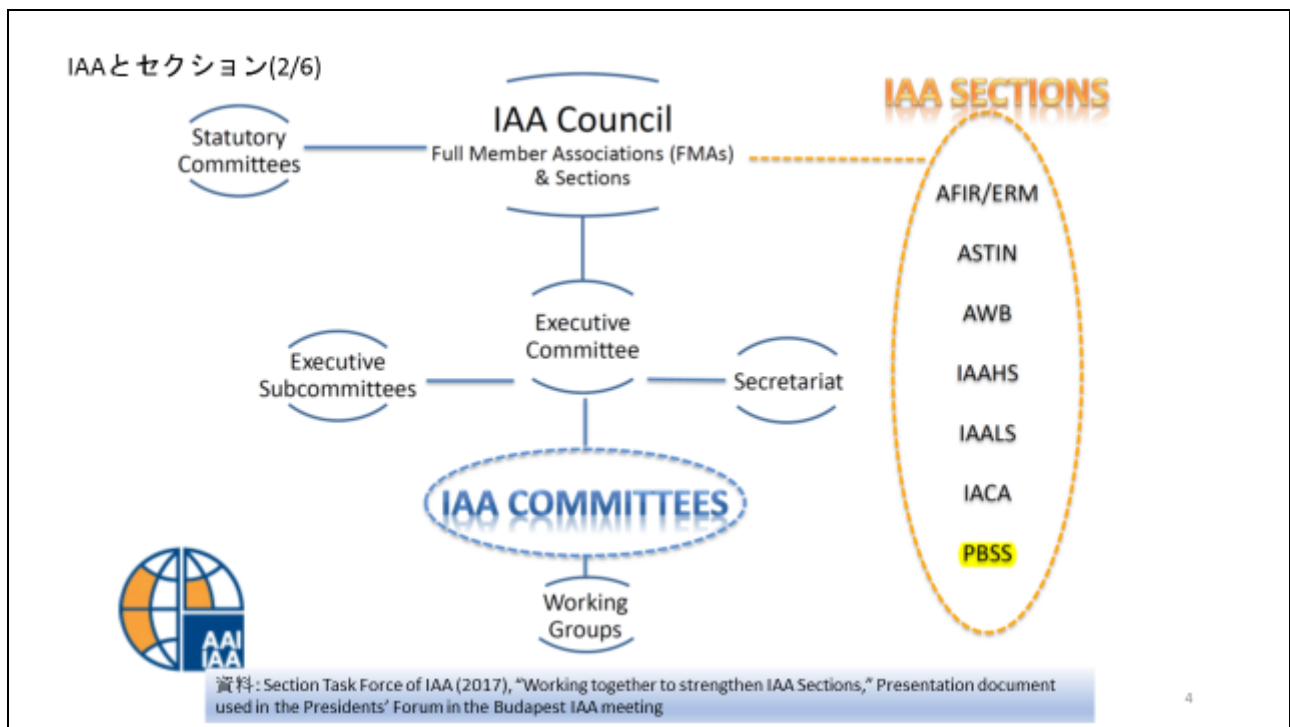 IAAとセクション(2/6)
Statutory
Committees
IAA Council
Full Member Associations (FMAs)
& Sections
Executive
Committee
Executive
Subcommittees
Secretariat
IAA COMMITTEES
Working
Groups
IAA SECTIONS
AFIR/ERM
ASTIN
AWB
IAAHS
IAALS
IACA
PBSS
AAI
IAA
資料: Section Task Force of IAA (2017), “Working together to strengthen IAA Sections,” Presentation document
used in the Presidents’ Forum in the Budapest IAA meeting
4